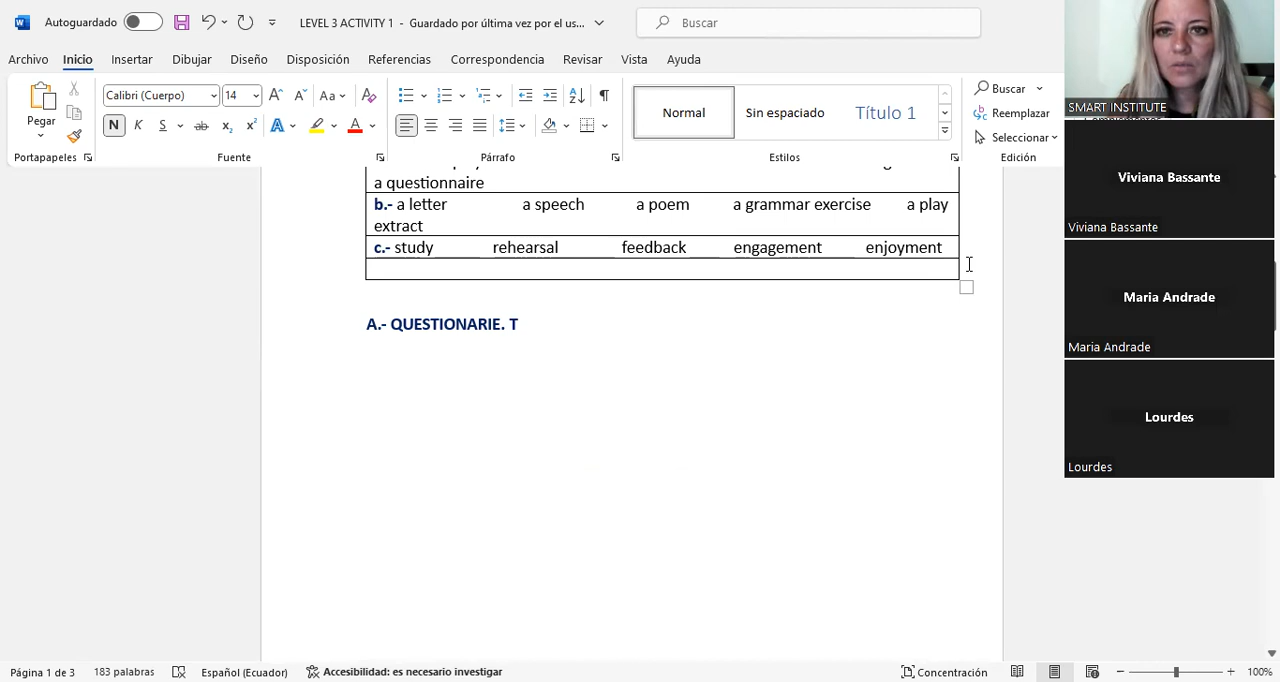 Autoguardado
LEVEL 3 ACTIVITY 1 - Guardado por última vez por el us...
Buscar
Archivo Inicio Insertar Dibujar Diseño Disposición Referencias Correspondencia Revisar Vista Ayuda
Pegar
Calibri (Cuerpo) 14 A A Aa A
N K S ab x₂ x² A A
Normal
Sin espaciado
Título 1
Buscar
Reemplazar
Seleccionar
Portapapeles Fuente Párrafo Estilos Edición
a questionnaire
b.- a letter a speech a poem a grammar exercise a play
extract
c.- study rehearsal feedback engagement enjoyment
A.- QUESTIONARIE. T
SMART INSTITUTE
Viviana Bassante
Viviana Bassante
Maria Andrade
Maria Andrade
Lourdes
Lourdes
Página 1 de 3 183 palabras Español (Ecuador) Accesibilidad: es necesario investigar Concentración 100%